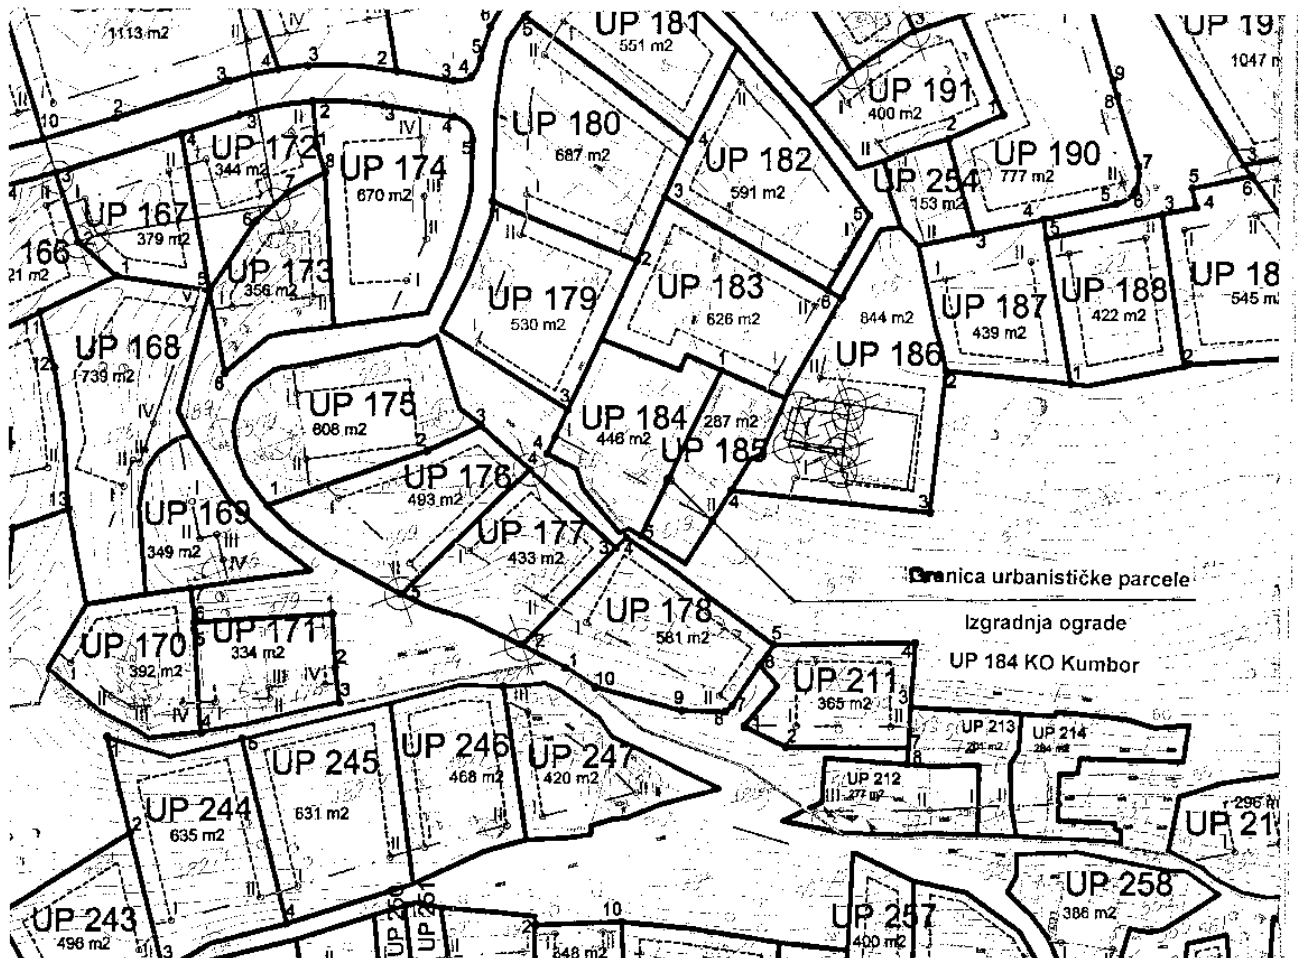 1113 m2
UP 181
551 m2
UP 19
1047 m
UP 191
400 m2
UP 180
687 m2
UP 172
344 m2
UP 174
670 m2
UP 182
591 m2
UP 190
777 m2
UP 254
153 m2
UP 167
379 m2
166
21 m2
UP 173
356 m2
UP 179
530 m2
UP 183
626 m2
844 m2
UP 186
UP 187
439 m2
UP 188
422 m2
UP 18
545 m
UP 168
739 m2
UP 175
608 m2
UP 184
446 m2
287 m2
UP 185
UP 176
493 m2
UP 169
349 m2
UP 177
433 m2
Granica urbanističke parcele
Izgradnja ograde
UP 184 KO Kumbor
UP 178
581 m2
UP 170
392 m2
UP 171
334 m2
UP 211
365 m2
UP 213
UP 214
UP 212
277 m2
UP 245
631 m2
UP 246
468 m2
UP 247
420 m2
UP 244
635 m2
296 m
UP 21
UP 258
386 m2
UP 243
496 m2
UP 260
UP 251
UP 257
400 m2
348 m2